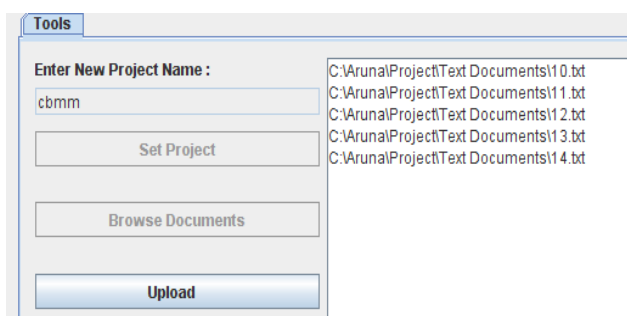 Tools
Enter New Project Name :
cbmm
Set Project
Browse Documents
Upload
C:\Aruna\Project\Text Documents\10.txt
C:\Aruna\Project\Text Documents\11.txt
C:\Aruna\Project\Text Documents\12.txt
C:\Aruna\Project\Text Documents\13.txt
C:\Aruna\Project\Text Documents\14.txt